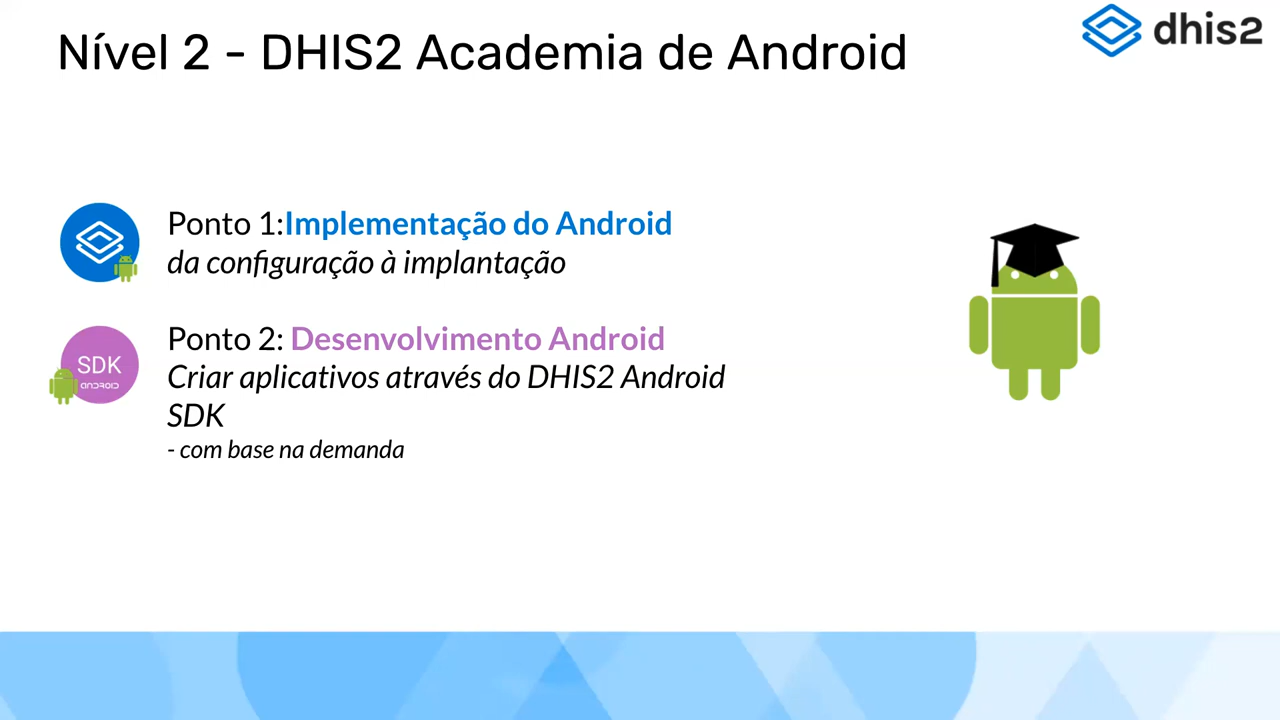 Nível 2 - DHIS2 Academia de Android
dhis2
Ponto 1:Implementação do Android
da configuração à implantação
SDK
ANDROID
Ponto 2: Desenvolvimento Android
Criar aplicativos através do DHIS2 Android
SDK
- com base na demanda